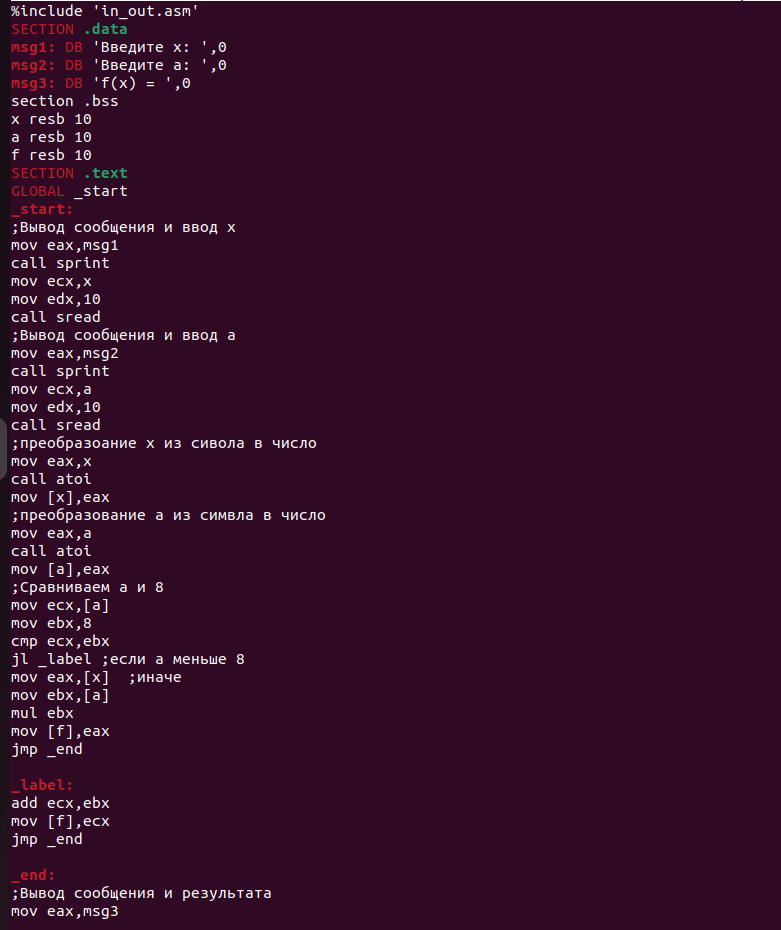 %include 'in_out.asm'
SECTION .data
msg1: DB 'Введите x: ',0
msg2: DB 'Введите a: ',0
msg3: DB 'f(x) = ',0
section .bss
x resb 10
a resb 10
f resb 10
SECTION .text
GLOBAL _start
_start:
;Вывод сообщения и ввод x
mov eax,msg1
call sprint
mov ecx,x
mov edx,10
call sread
;Вывод сообщения и ввод a
mov eax,msg2
call sprint
mov ecx,a
mov edx,10
call sread
;преобразоание x из сивола в число
mov eax,x
call atoi
mov [x],eax
;преобразование a из симвла в число
mov eax,a
call atoi
mov [a],eax
;Сравниваем a и 8
mov ecx,[a]
mov ebx,8
cmp ecx,ebx
jl _label ;если a меньше 8
mov eax,[x]  ;иначе
mov ebx,[a]
mul ebx
mov [f],eax
jmp _end
_label:
add ecx,ebx
mov [f],ecx
jmp _end
_end:
;Вывод сообщения и результата
mov eax,msg3